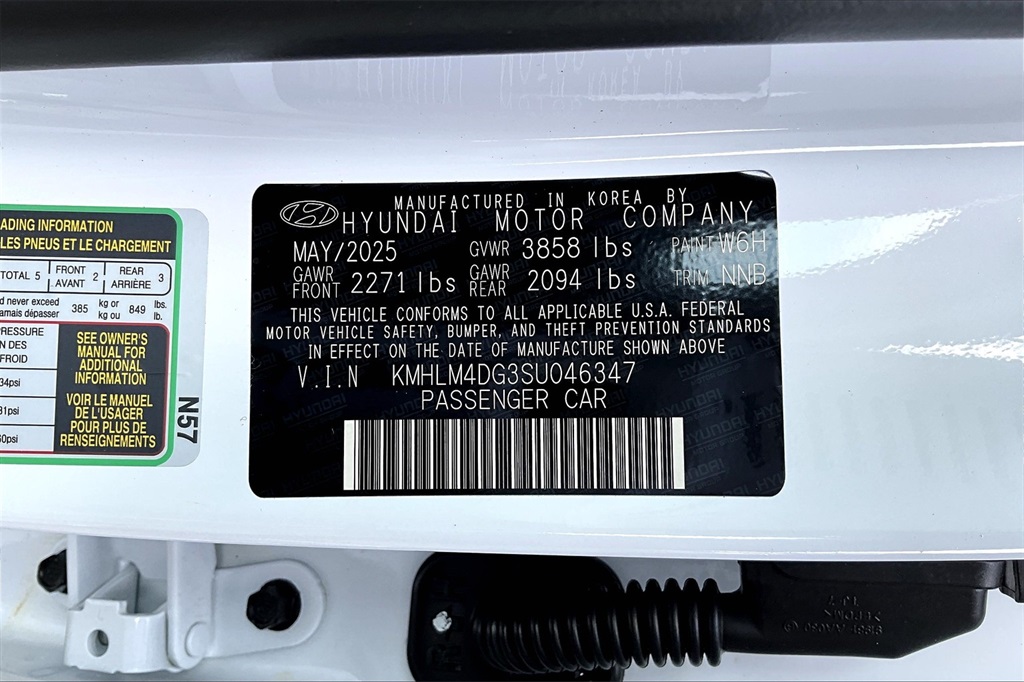 MANUFACTURED IN KOREA BY
HYUNDAI MOTOR COMPANY
MAY/2025 GVWR 3858 lbs PAINT W6H
GAWR FRONT 2271 lbs GAWR REAR 2094 lbs TRIM NNB
THIS VEHICLE CONFORMS TO ALL APPLICABLE U.S.A. FEDERAL
MOTOR VEHICLE SAFETY, BUMPER, AND THEFT PREVENTION STANDARDS
IN EFFECT ON THE DATE OF MANUFACTURE SHOWN ABOVE
V.I.N KMHLM4DG3SU046347
PASSENGER CAR
ADING INFORMATION
LES PNEUS ET LE CHARGEMENT
TOTAL 5 FRONT AVANT 2 REAR ARRIÈRE 3
d never exceed
amais dépasser 385 kg or kg ou 849 lbs. lb.
PRESSURE
ON DES
FROID
34psi
31psi
60psi
SEE OWNER'S
MANUAL FOR
ADDITIONAL
INFORMATION
VOIR LE MANUEL
DE L'USAGER
POUR PLUS DE
RENSEIGNEMENTS
N57